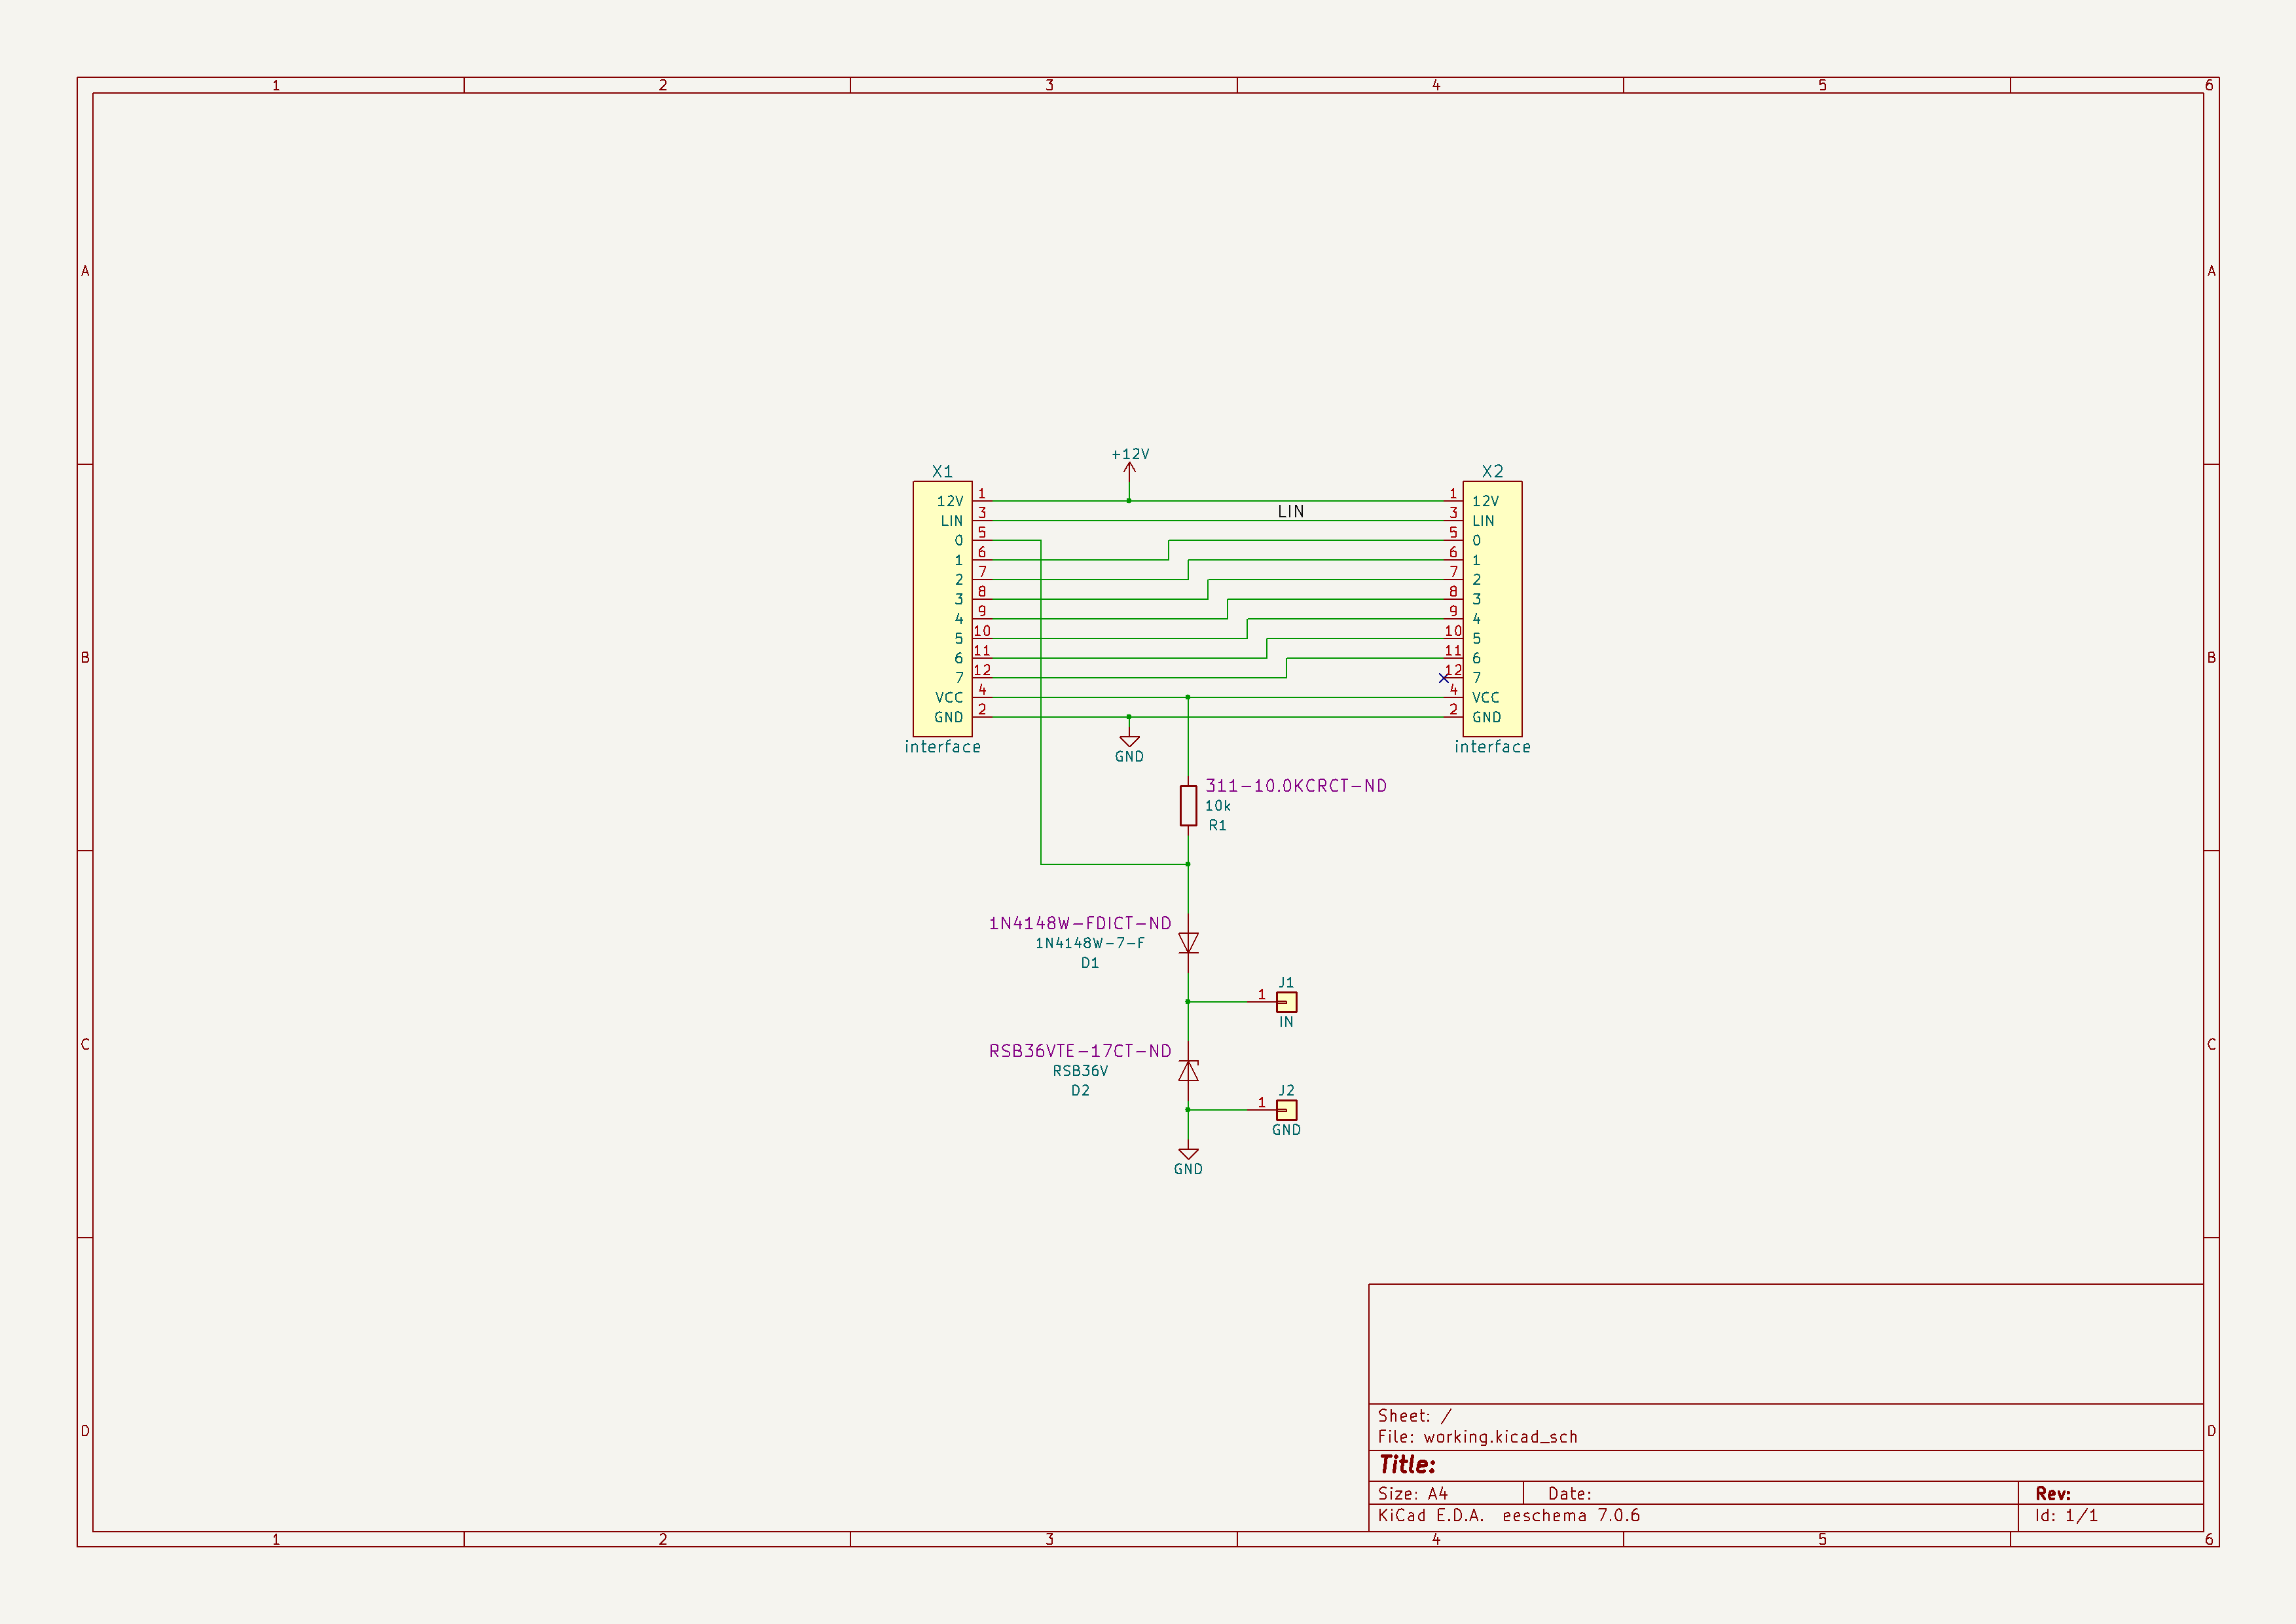 1 2 3 4 5 6
A A
+12V
X1 X2
1 1
12V 12V
LIN
3 3
LIN LIN
5 5
0 0
6 6
1 1
7 7
2 2
8 8
3 3
9 9
4 4
10 10
5 5
11 11
B 6 6 B
12 12
7 7
4 4
VCC VCC
2 2
GND GND
interface interface
GND
311-10.0KCRCT-ND
10k
R1
1N4148W-FDICT-ND
1N4148W-7-F
D1
J1
1
IN
C C
RSB36VTE-17CT-ND
RSB36V
D2
J2
1
GND
GND
Sheet: /
D D
File: working.kicad_sch
Title:
Size: A4 Date: Rev:
KiCad E.D.A. eeschema 7.0.6 Id: 1/1
1 2 3 4 5 6